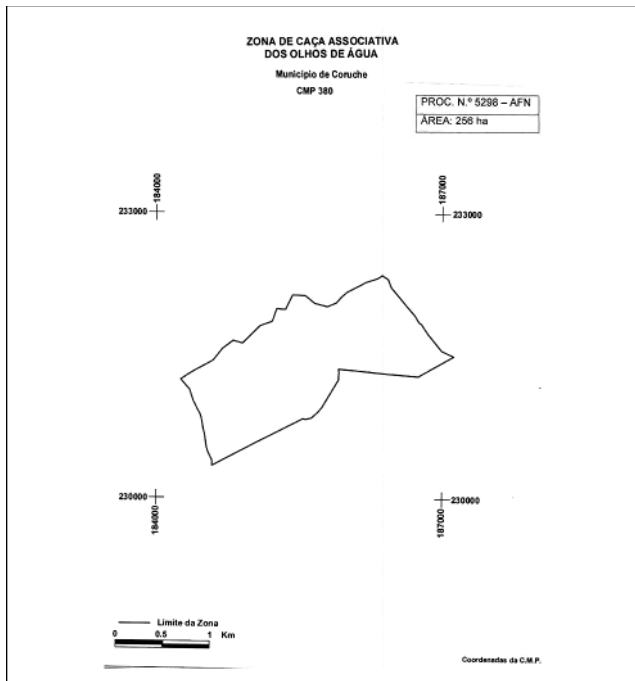 ZONA DE CAÇA ASSOCIATIVA
DOS OLHOS DE ÁGUA
Município de Coruche
CMP 380
PROC. N.º 5298 – AFN
ÁREA: 256 ha
184000
187000
233000
233000
230000
230000
184000
187000
Limite da Zona
0 0.5 1 Km
Coordenadas da C.M.P.